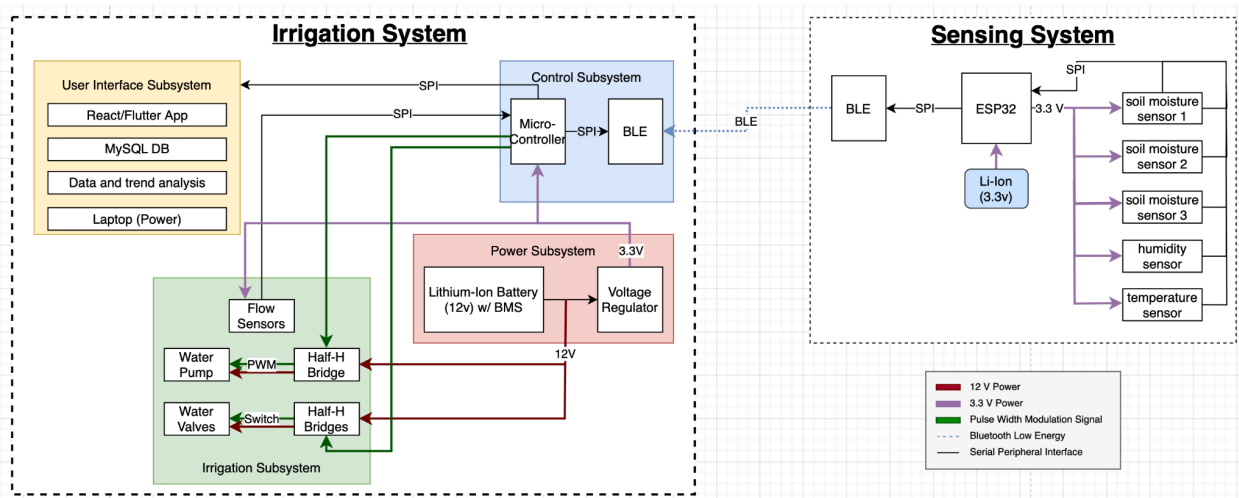 Irrigation System
User Interface Subsystem
React/Flutter App
MySQL DB
Data and trend analysis
Laptop (Power)
SPI
SPI
Control Subsystem
Micro-
Controller
SPI
BLE
BLE
Power Subsystem
3.3V
Lithium-Ion Battery
(12v) w/ BMS
Voltage
Regulator
12V
Flow
Sensors
Water
Pump
PWM
Half-H
Bridge
Water
Valves
Switch
Half-H
Bridges
Irrigation Subsystem
Sensing System
BLE
SPI
ESP32
SPI
3.3 V
Li-Ion
(3.3v)
soil moisture
sensor 1
soil moisture
sensor 2
soil moisture
sensor 3
humidity
sensor
temperature
sensor
12 V Power
3.3 V Power
Pulse Width Modulation Signal
Bluetooth Low Energy
Serial Peripheral Interface